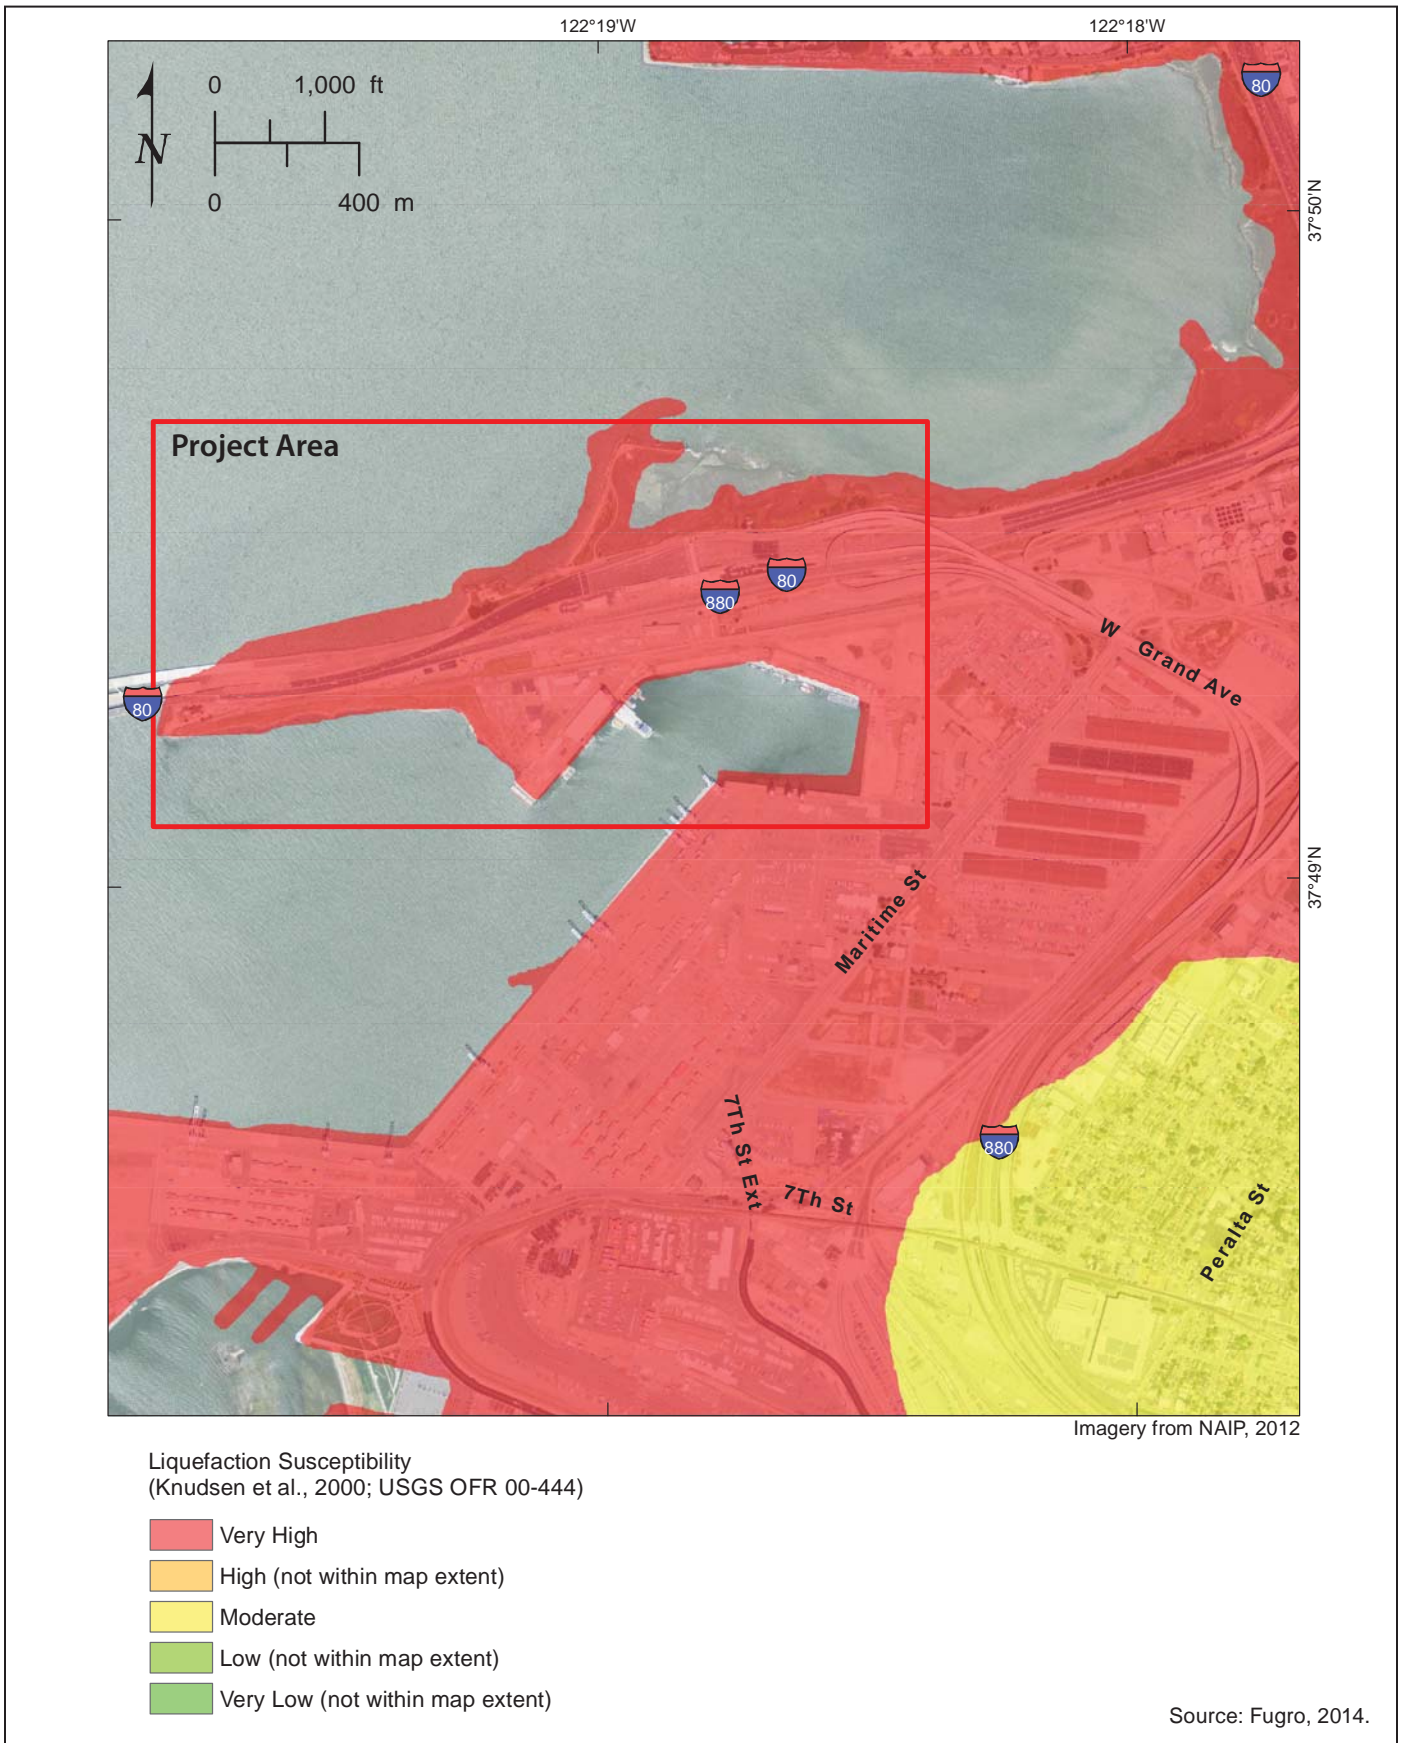 122°19'W
122°18'W
0 1,000 ft
N
0 400 m
80
37°50'N
Project Area
80
880
80
W Grand Ave
37°49'N
Maritime St
7Th St Ext
7Th St
880
Peralta St
Imagery from NAIP, 2012
Liquefaction Susceptibility
(Knudsen et al., 2000; USGS OFR 00-444)
Very High
High (not within map extent)
Moderate
Low (not within map extent)
Very Low (not within map extent)
Source: Fugro, 2014.